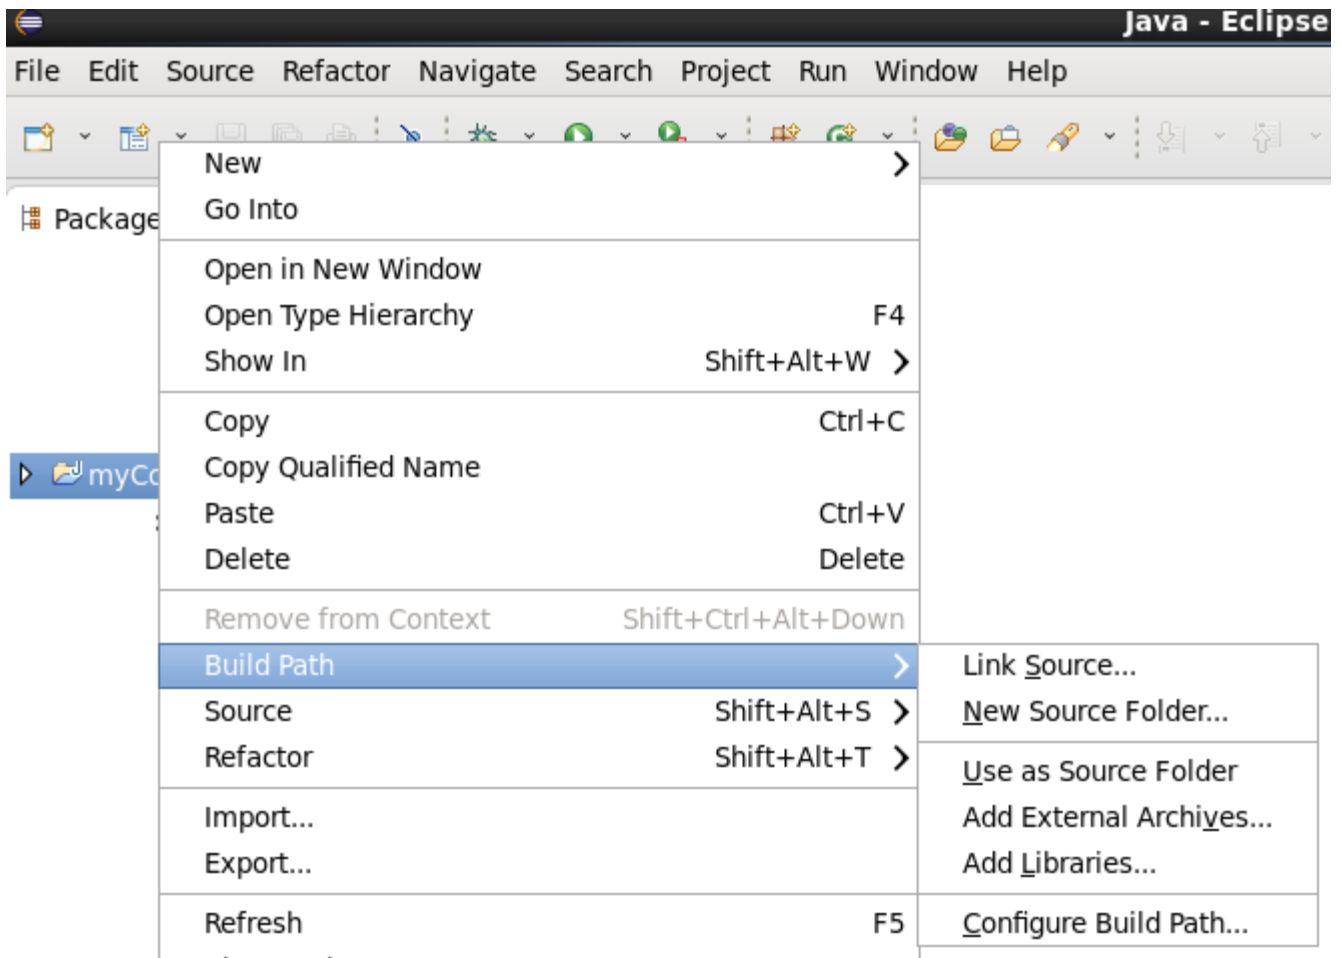 Java - Eclipse
File Edit Source Refactor Navigate Search Project Run Window Help
Package
New
Go Into
Open in New Window
Open Type Hierarchy F4
Show In Shift+Alt+W
Copy Ctrl+C
Copy Qualified Name
myCo
Paste Ctrl+V
Delete Delete
Remove from Context Shift+Ctrl+Alt+Down
Build Path
Link Source...
Source Shift+Alt+S
New Source Folder...
Refactor Shift+Alt+T
Use as Source Folder
Import...
Add External Archives...
Export...
Add Libraries...
Refresh F5
Configure Build Path...